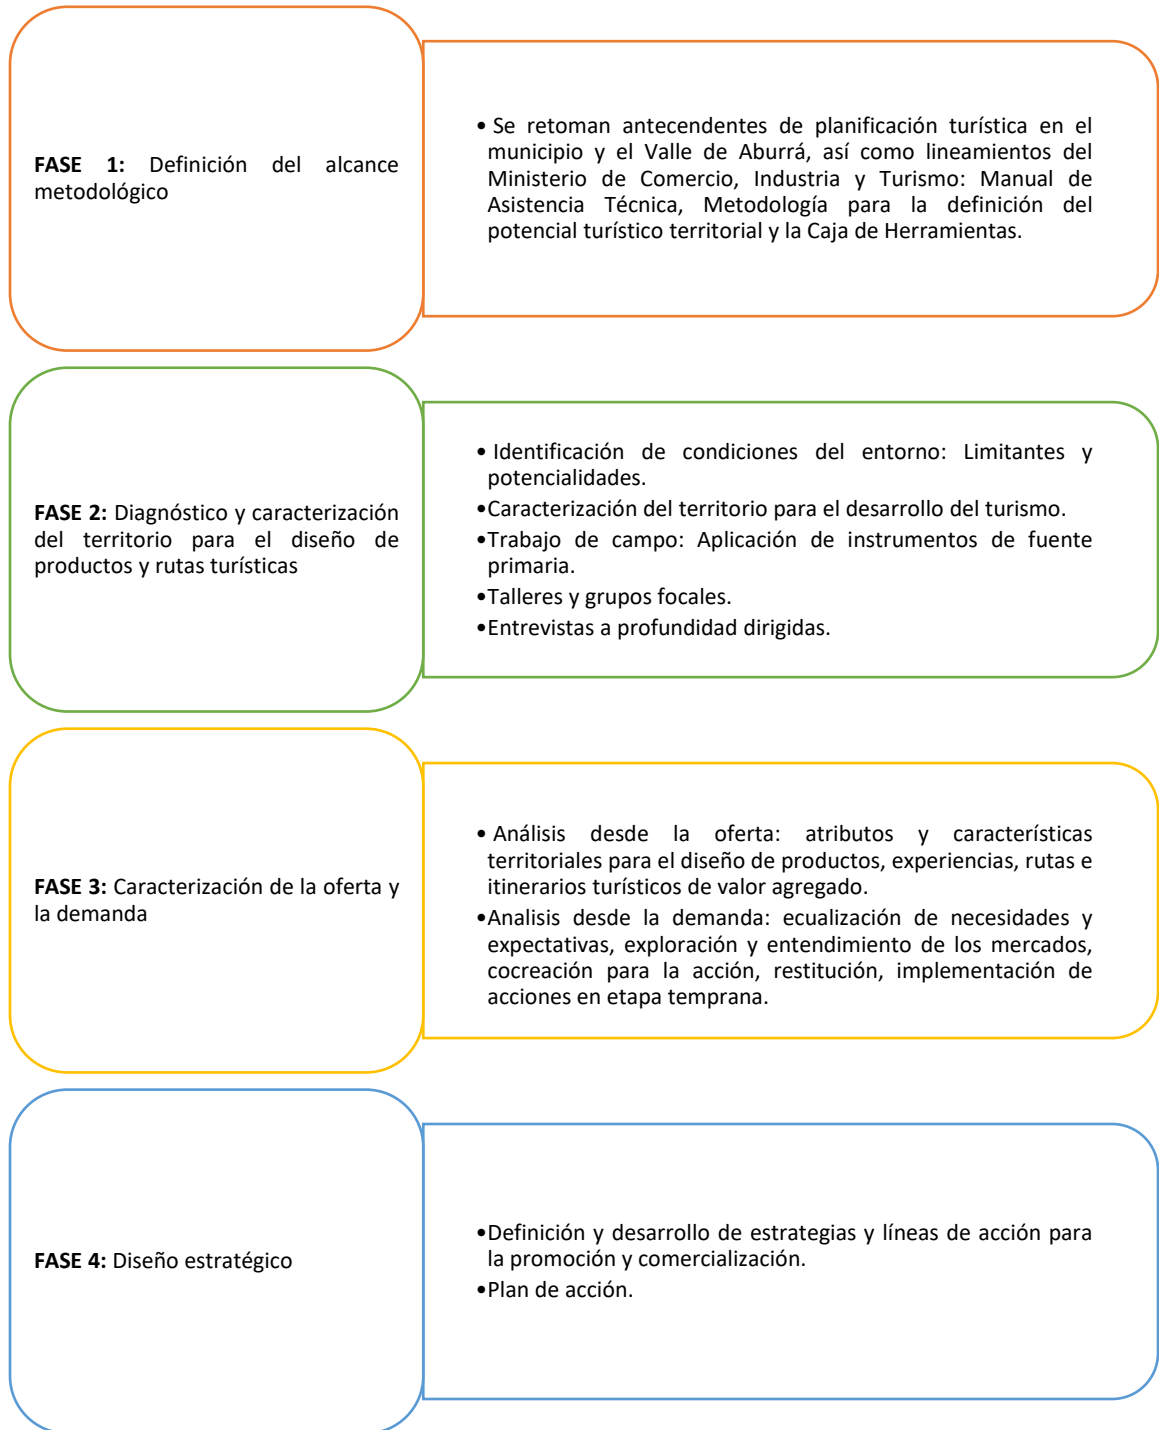 FASE 1: Definición del alcance
metodológico
• Se retoman antecendentes de planificación turística en el
municipio y el Valle de Aburrá, así como lineamientos del
Ministerio de Comercio, Industria y Turismo: Manual de
Asistencia Técnica, Metodología para la definición del
potencial turístico territorial y la Caja de Herramientas.
FASE 2: Diagnóstico y caracterización
del territorio para el diseño de
productos y rutas turísticas
• Identificación de condiciones del entorno: Limitantes y
potencialidades.
•Caracterización del territorio para el desarrollo del turismo.
•Trabajo de campo: Aplicación de instrumentos de fuente
primaria.
•Talleres y grupos focales.
•Entrevistas a profundidad dirigidas.
FASE 3: Caracterización de la oferta y
la demanda
• Análisis desde la oferta: atributos y características
territoriales para el diseño de productos, experiencias, rutas e
itinerarios turísticos de valor agregado.
•Analisis desde la demanda: ecualización de necesidades y
expectativas, exploración y entendimiento de los mercados,
cocreación para la acción, restitución, implementación de
acciones en etapa temprana.
FASE 4: Diseño estratégico
•Definición y desarrollo de estrategias y líneas de acción para
la promoción y comercialización.
•Plan de acción.